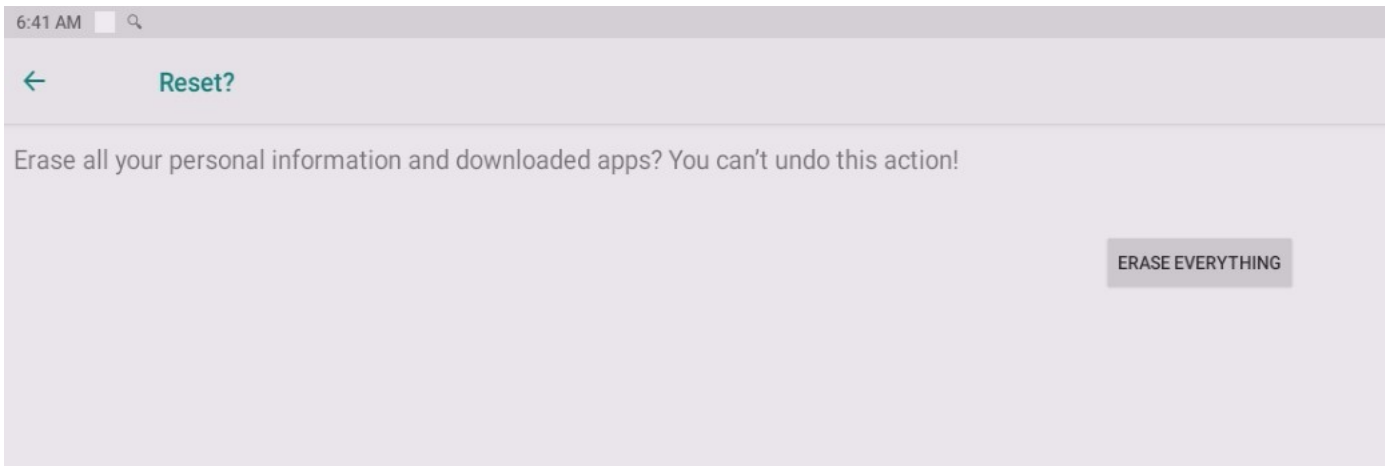 6:41 AM
Reset?
Erase all your personal information and downloaded apps? You can't undo this action!
ERASE EVERYTHING